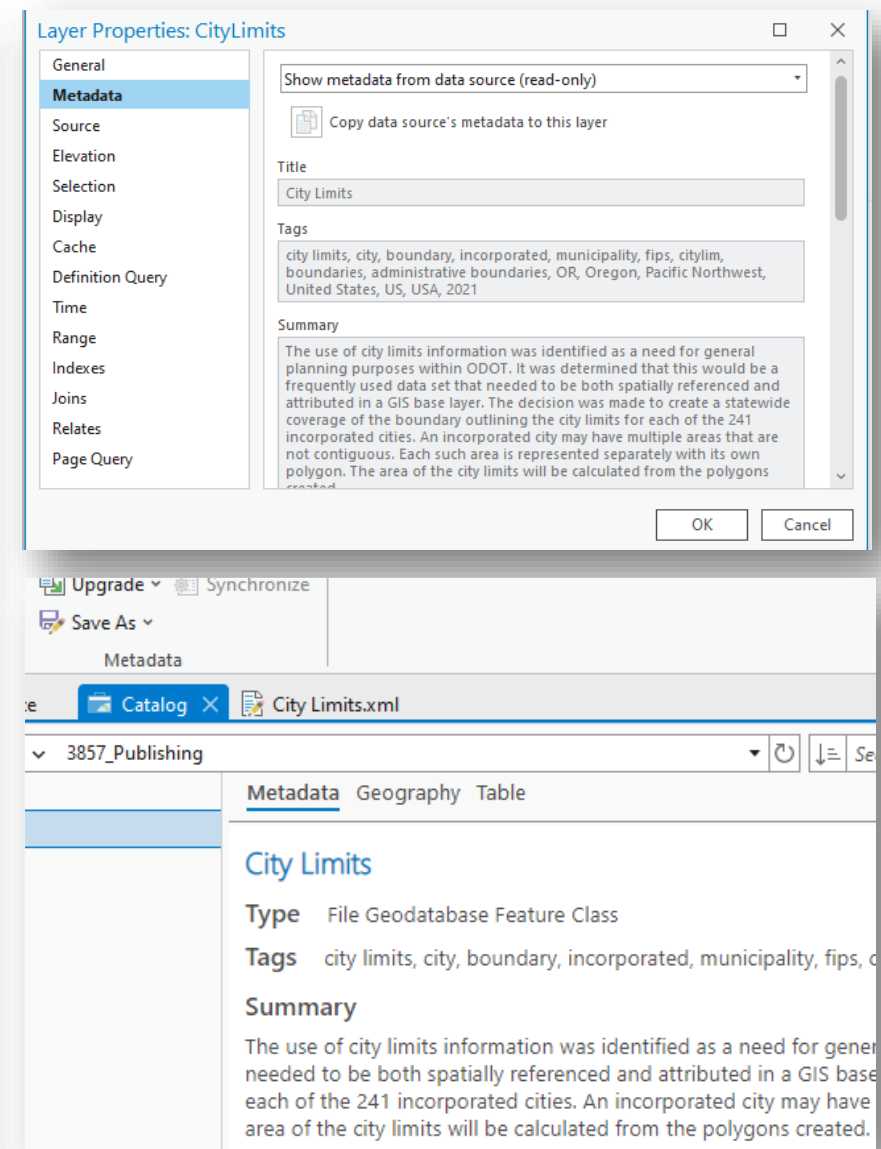 Layer Properties: CityLimits
General
Metadata
Source
Elevation
Selection
Display
Cache
Definition Query
Time
Range
Indexes
Joins
Relates
Page Query
Show metadata from data source (read-only)
Copy data source's metadata to this layer
Title
City Limits
Tags
city limits, city, boundary, incorporated, municipality, fips, citylim,
boundaries, administrative boundaries, OR, Oregon, Pacific Northwest,
United States, US, USA, 2021
Summary
The use of city limits information was identified as a need for general
planning purposes within ODOT. It was determined that this would be a
frequently used data set that needed to be both spatially referenced and
attributed in a GIS base layer. The decision was made to create a statewide
coverage of the boundary outlining the city limits for each of the 241
incorporated cities. An incorporated city may have multiple areas that are
not contiguous. Each such area is represented separately with its own
polygon. The area of the city limits will be calculated from the polygons
created
OK Cancel
Upgrade Synchronize
Save As
Metadata
Catalog City Limits.xml
3857_Publishing
Metadata Geography Table
City Limits
Type File Geodatabase Feature Class
Tags city limits, city, boundary, incorporated, municipality, fips,
Summary
The use of city limits information was identified as a need for gener
needed to be both spatially referenced and attributed in a GIS base
each of the 241 incorporated cities. An incorporated city may have
area of the city limits will be calculated from the polygons created.